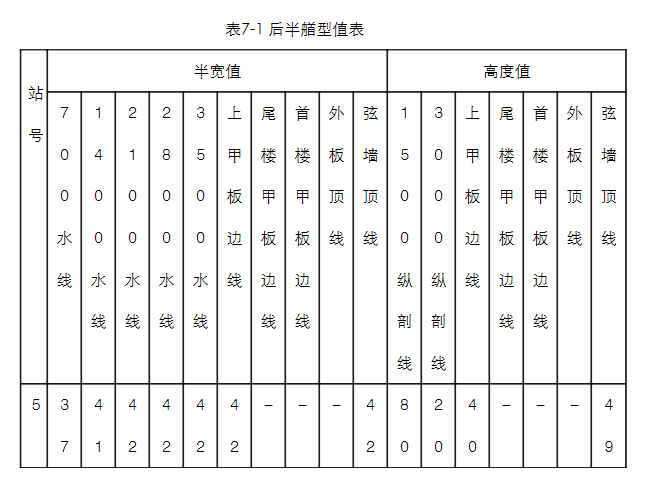 表7-1 后半艏型值表
站号 半宽值 高度值
700水线 1400水线 2100水线 2800水线 3500水线 上甲板边线 尾楼甲板边线 首楼甲板边线 外板顶线 弦墙顶线 1500纵剖线 3000纵剖线 上甲板边线 尾楼甲板边线 首楼甲板边线 外板顶线 弦墙顶线
5 37 41 42 42 42 42 – – – 42 80 20 40 – – – 49